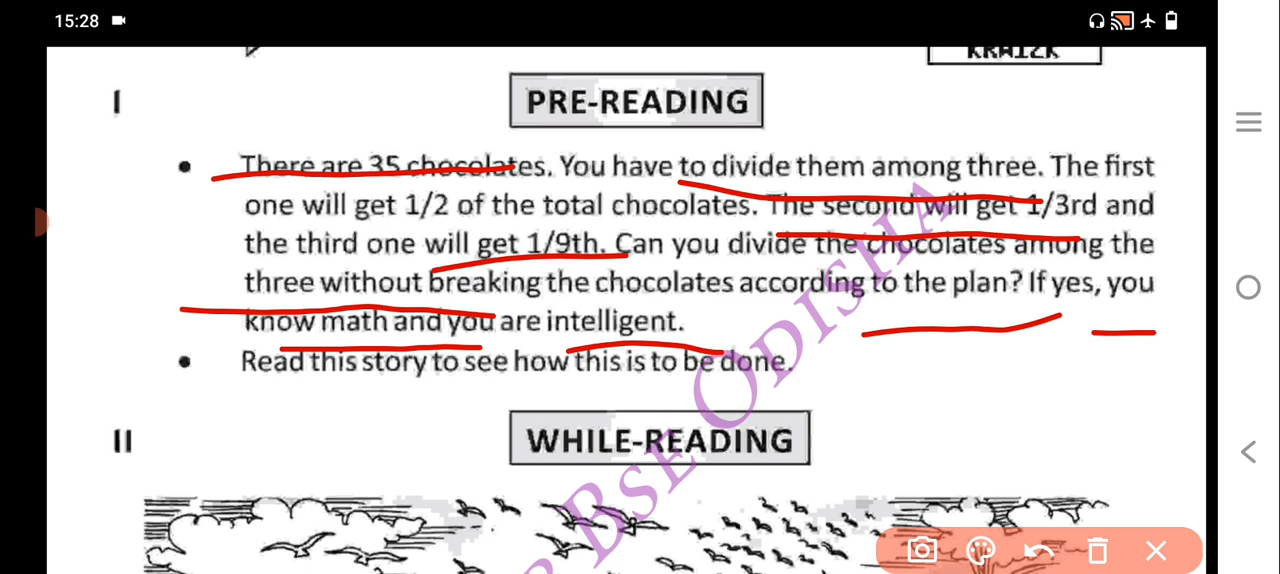 15:28
KRWIZK
I
PRE-READING
• There are 35 chocolates. You have to divide them among three. The first
one will get 1/2 of the total chocolates. The second will get 1/3rd and
the third one will get 1/9th. Can you divide the chocolates among the
three without breaking the chocolates according to the plan? If yes, you
know math and you are intelligent.
• Read this story to see how this is to be done.
II
WHILE-READING
BSE ODISHA